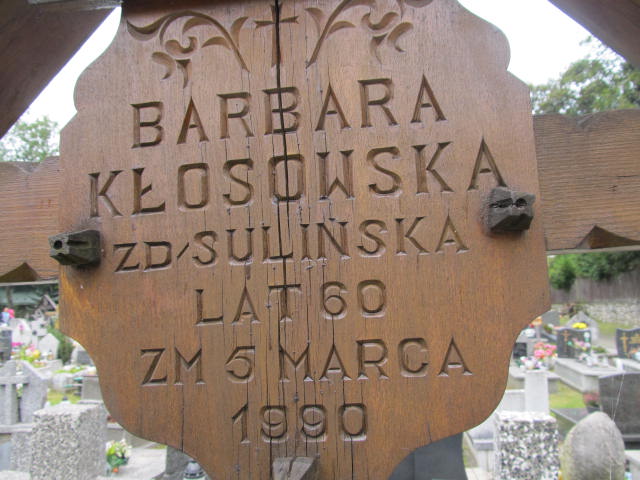 BARBARA
KŁOSOWSKA
ZD/SULIŃSKA
LAT 60
ZM 5 MARCA
1990